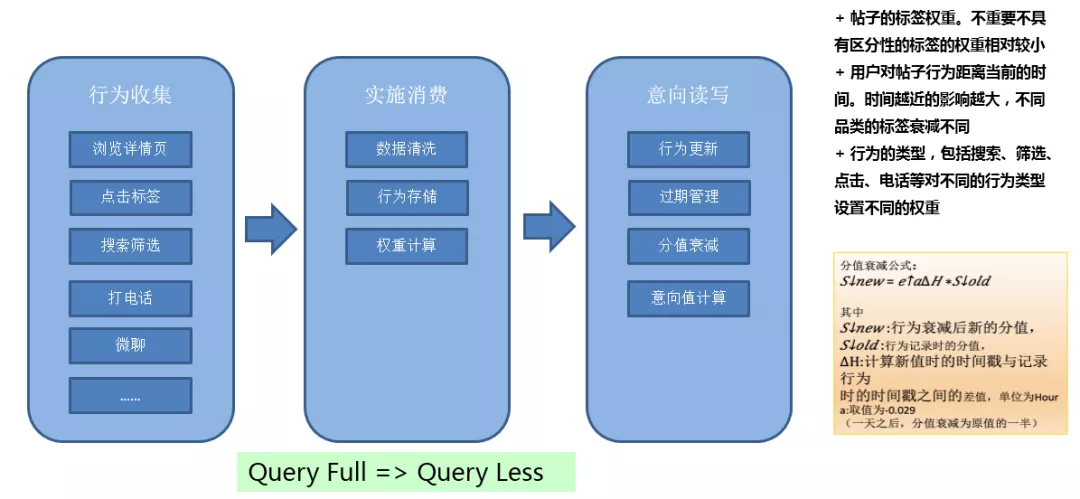 行为收集
浏览详情页
点击标签
搜索筛选
打电话
微聊
......
实施消费
数据清洗
行为存储
权重计算
意向读写
行为更新
过期管理
分值衰减
意向值计算
+ 帖子的标签权重。不重要不具
有区分性的标签的权重相对较小
+ 用户对帖子行为距离当前的时
间。时间越近的影响越大，不同
品类的标签衰减不同
+ 行为的类型，包括搜索、筛选、
点击、电话等对不同的行为类型
设置不同的权重
分值衰减公式：
S↓new = e↑aΔH *S↓old
其中
S↓new :行为衰减后新的分值，
S↓old :行为记录时的分值，
ΔH:计算新值时的时间戳与记录
行为
时的时间戳之间的差值，单位为Hour
a:取值为-0.029
（一天之后，分值衰减为原值的一半）
Query Full => Query Less